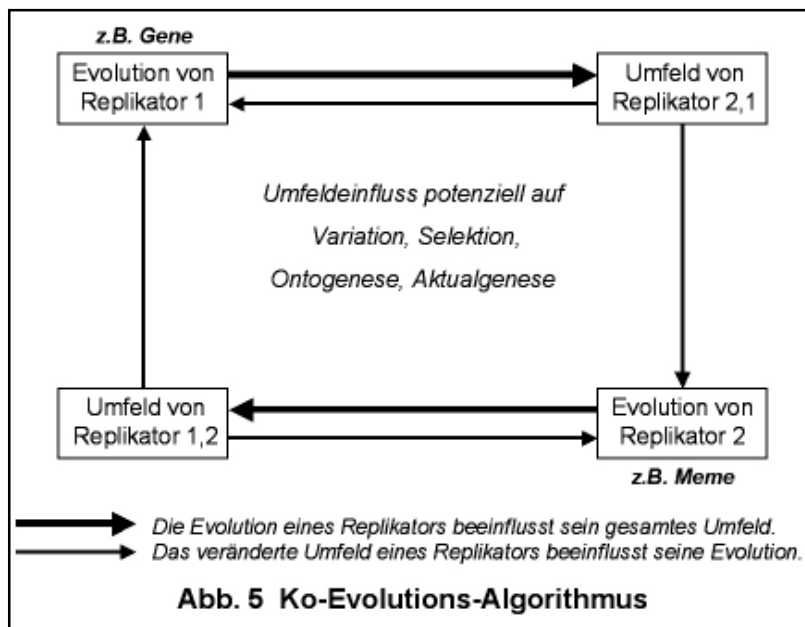 z.B. Gene
Evolution von
Replikator 1
Umfeld von
Replikator 2,1
Umfeldeinfluss potenziell auf
Variation, Selektion,
Ontogenese, Aktualgenese
Umfeld von
Replikator 1,2
Evolution von
Replikator 2
z.B. Meme
Die Evolution eines Replikators beeinflusst sein gesamtes Umfeld.
Das veränderte Umfeld eines Replikators beeinflusst seine Evolution.
Abb. 5 Ko-Evolutions-Algorithmus